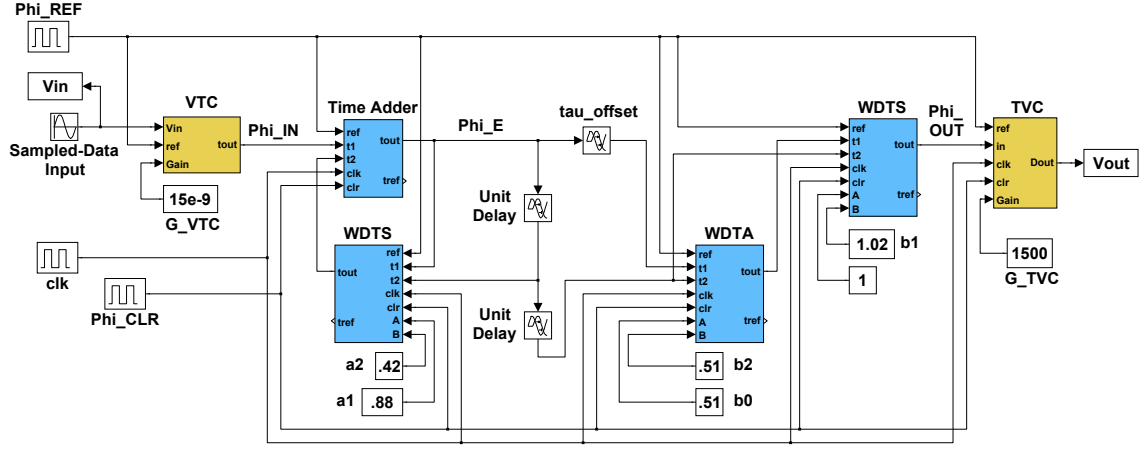 Phi_REF
Vin
Sampled-Data
Input
VTC
Vin
ref
Gain
tout
Phi_IN
15e-9
G_VTC
clk
Phi_CLR
Time Adder
ref
t1
t2
clk
clr
tout
tref
Phi_E
tau_offset
Unit
Delay
WDTS
tout
tref
ref
t1
t2
clk
clr
A
B
Unit
Delay
a2
.42
a1
.88
WDTA
ref
t1
t2
clk
clr
A
B
tout
tref
.51
b2
.51
b0
WDTS
ref
t1
t2
clk
clr
A
B
tout
tref
Phi_
OUT
1.02
b1
1
TVC
ref
in
clk
clr
Gain
Dout
Vout
1500
G_TVC